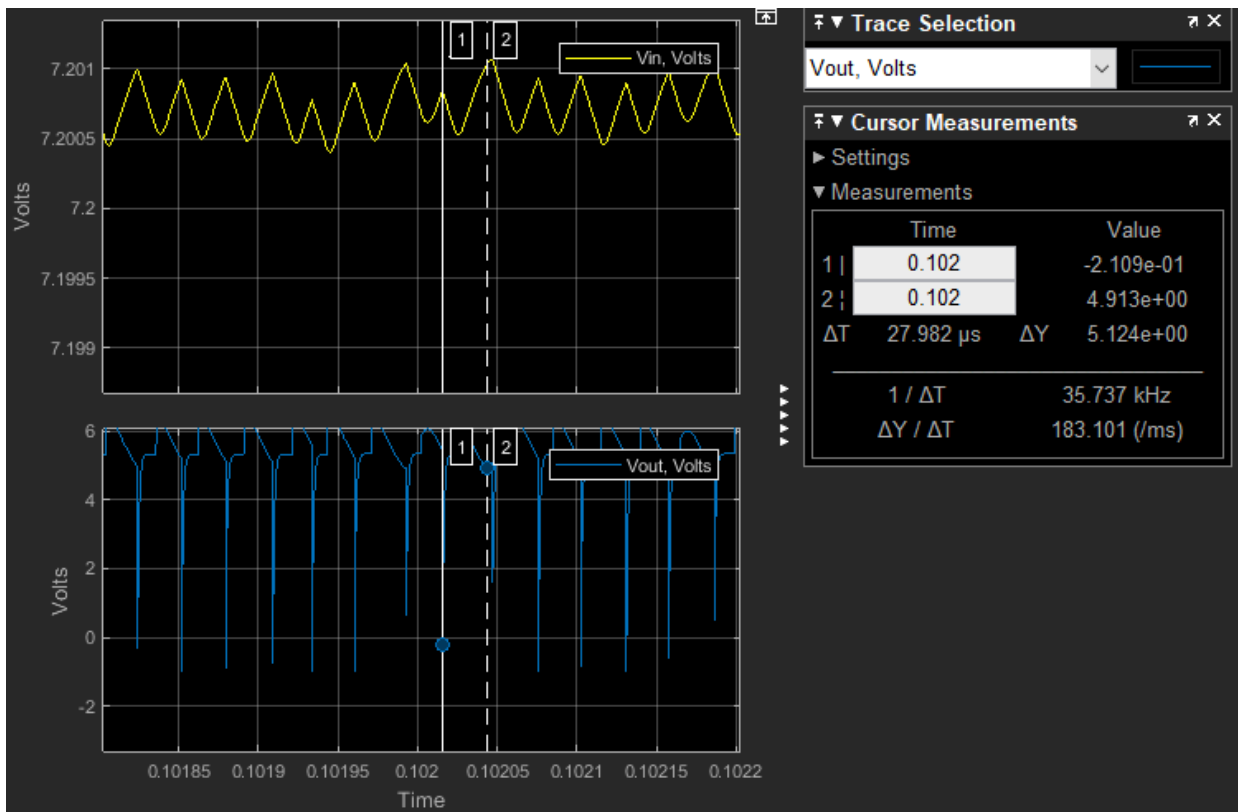 1 2
Vin, Volts
7.201
7.2005
7.2
7.1995
7.199
Volts
6
4
2
0
-2
Volts
1 2
Vout, Volts
0.10185 0.1019 0.10195 0.102 0.10205 0.1021 0.10215 0.1022
Time
Trace Selection
Vout, Volts
Cursor Measurements
Settings
Measurements
Time Value
1 | 0.102 -2.109e-01
2 ¦ 0.102 4.913e+00
ΔT 27.982 µs ΔY 5.124e+00
1 / ΔT 35.737 kHz
ΔY / ΔT 183.101 (/ms)